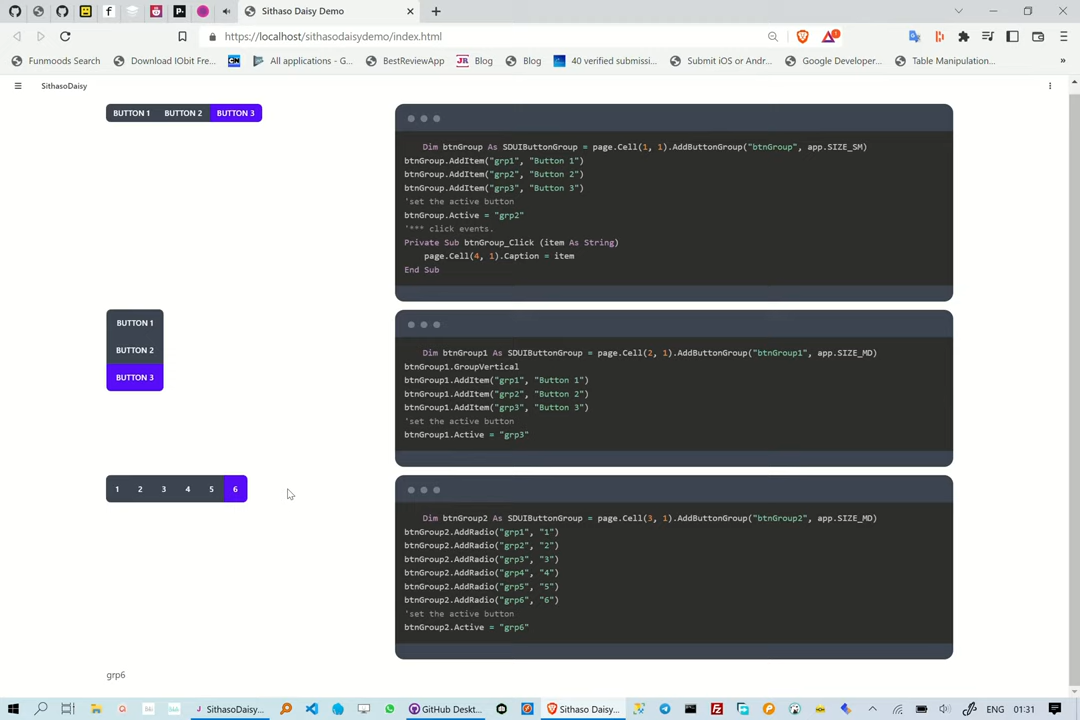 Sithaso Daisy Demo
https://localhost/sithasodaisydemo/index.html
Funmoods Search
Download IObit Fre...
All applications - G...
BestReviewApp
Blog
Blog
40 verified submissi...
Submit iOS or Andr...
Google Developer...
Table Manipulation...
»
SithasoDaisy
BUTTON 1 BUTTON 2 BUTTON 3
Dim btnGroup As SDUIButtonGroup = page.Cell(1, 1).AddButtonGroup("btnGroup", app.SIZE_SM)
btnGroup.AddItem("grp1", "Button 1")
btnGroup.AddItem("grp2", "Button 2")
btnGroup.AddItem("grp3", "Button 3")
'set the active button
btnGroup.Active = "grp2"
'*** click events.
Private Sub btnGroup_Click (item As String)
page.Cell(4, 1).Caption = item
End Sub
BUTTON 1
BUTTON 2
BUTTON 3
Dim btnGroup1 As SDUIButtonGroup = page.Cell(2, 1).AddButtonGroup("btnGroup1", app.SIZE_MD)
btnGroup1.GroupVertical
btnGroup1.AddItem("grp1", "Button 1")
btnGroup1.AddItem("grp2", "Button 2")
btnGroup1.AddItem("grp3", "Button 3")
'set the active button
btnGroup1.Active = "grp3"
1 2 3 4 5 6
Dim btnGroup2 As SDUIButtonGroup = page.Cell(3, 1).AddButtonGroup("btnGroup2", app.SIZE_MD)
btnGroup2.AddRadio("grp1", "1")
btnGroup2.AddRadio("grp2", "2")
btnGroup2.AddRadio("grp3", "3")
btnGroup2.AddRadio("grp4", "4")
btnGroup2.AddRadio("grp5", "5")
btnGroup2.AddRadio("grp6", "6")
'set the active button
btnGroup2.Active = "grp6"
grp6
SithasoDaisy...
GitHub Deskt...
Sithaso Daisy...
ENG
01:31